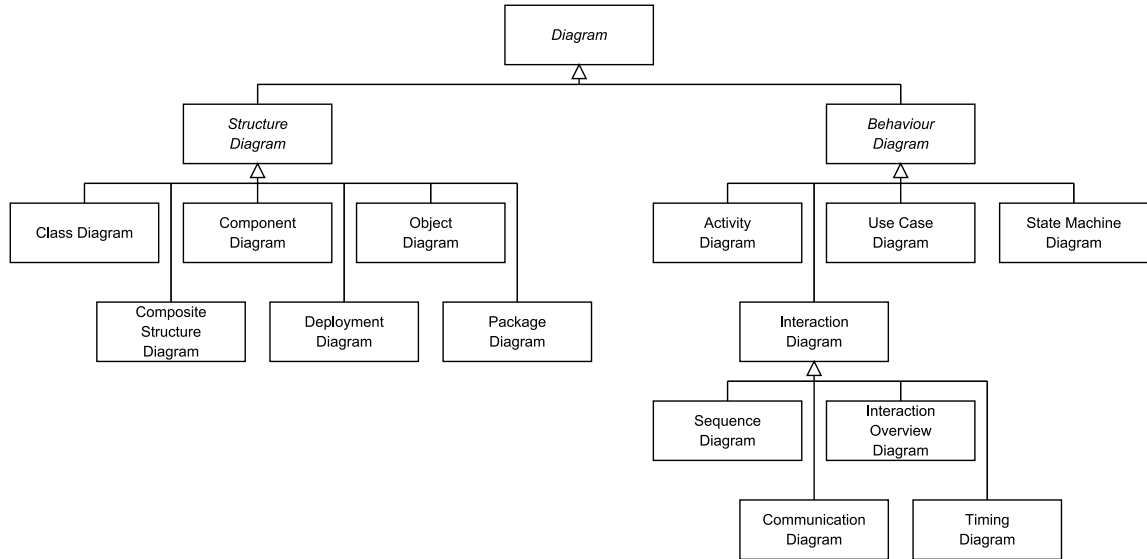 Diagram
Structure
Diagram
Behaviour
Diagram
Class Diagram
Component
Diagram
Object
Diagram
Activity
Diagram
Use Case
Diagram
State Machine
Diagram
Composite
Structure
Diagram
Deployment
Diagram
Package
Diagram
Interaction
Diagram
Sequence
Diagram
Interaction
Overview
Diagram
Communication
Diagram
Timing
Diagram